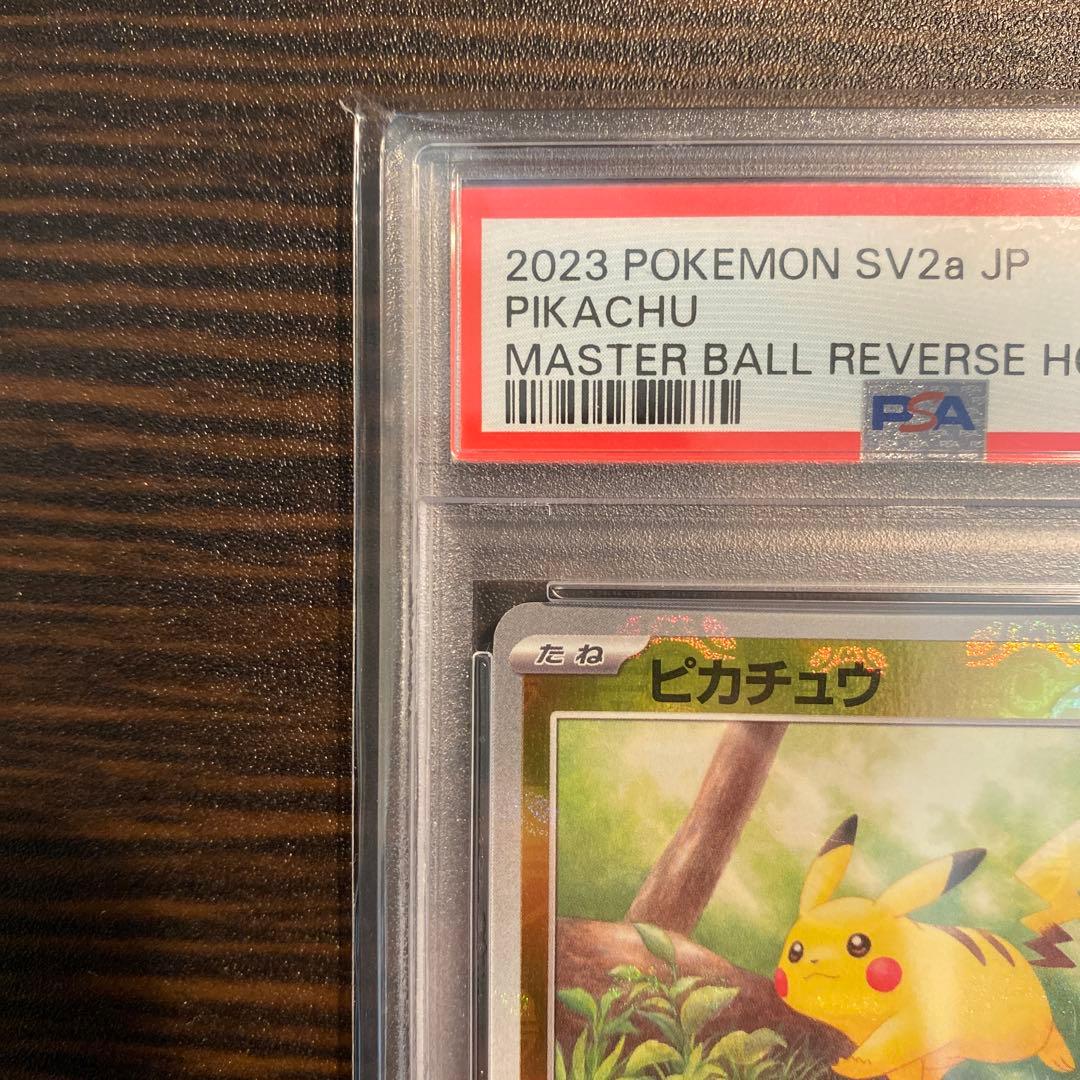 2023 POKEMON SV2a JP
PIKACHU
MASTER BALL REVERSE
PSA
たね
ピカチュウ